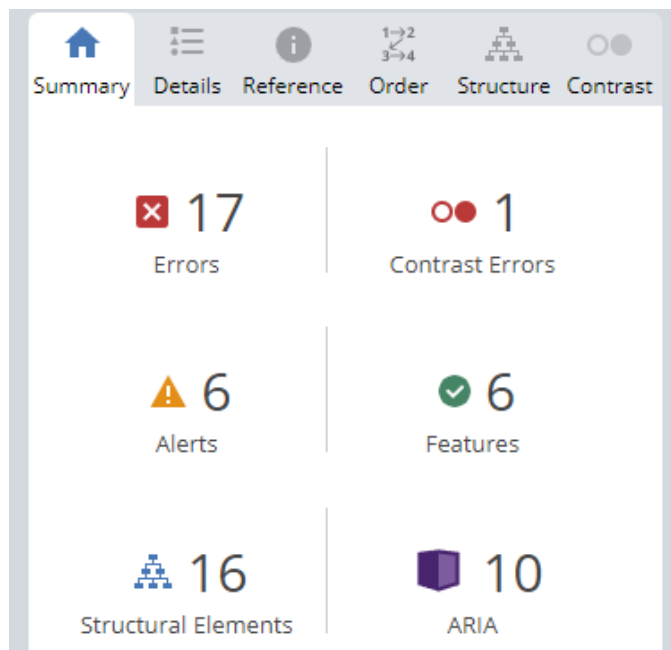 1→2
3→4
Summary Details Reference Order Structure Contrast
17 1
Errors Contrast Errors
6 6
Alerts Features
16 10
Structural Elements ARIA